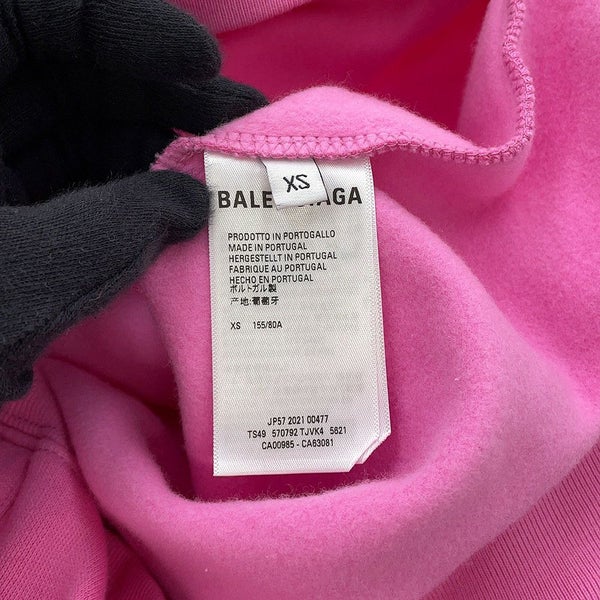 XS
BALE AGA
PRODOTTO IN PORTOGALLO
MADE IN PORTUGAL
HERGESTELLT IN PORTUGAL
FABRIQUE AU PORTUGAL
HECHO EN PORTUGAL
ポルトガル製
产地:葡萄牙
XS 155/80A
JP57 2021 00477
TS49 570792 TJVK4 5621
CA00985 - CA63081